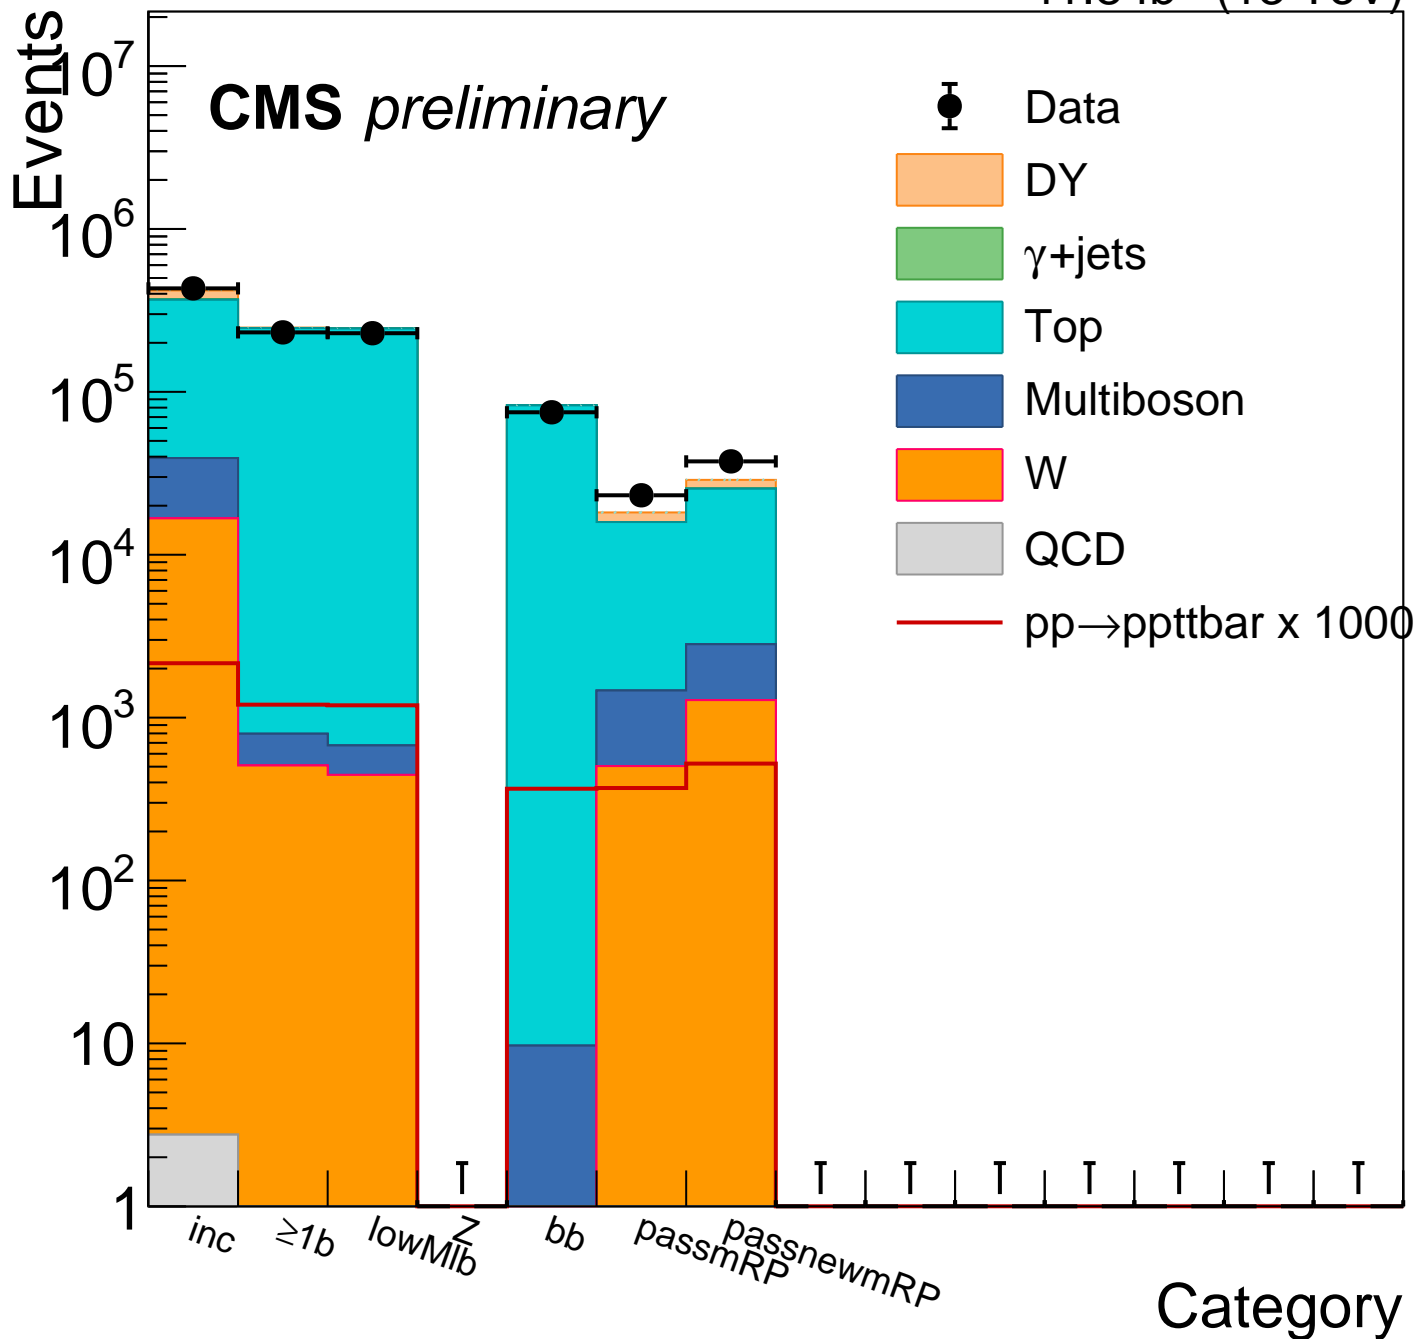 Events
CMS preliminary
Data
DY
γ+jets
Top
Multiboson
W
QCD
pp→ppttbar x 1000
10⁷
10⁶
10⁵
10⁴
10³
10²
10
1
inc
≥1b
lowMlb
Z
bb
passmRP
passnewmRP
Category